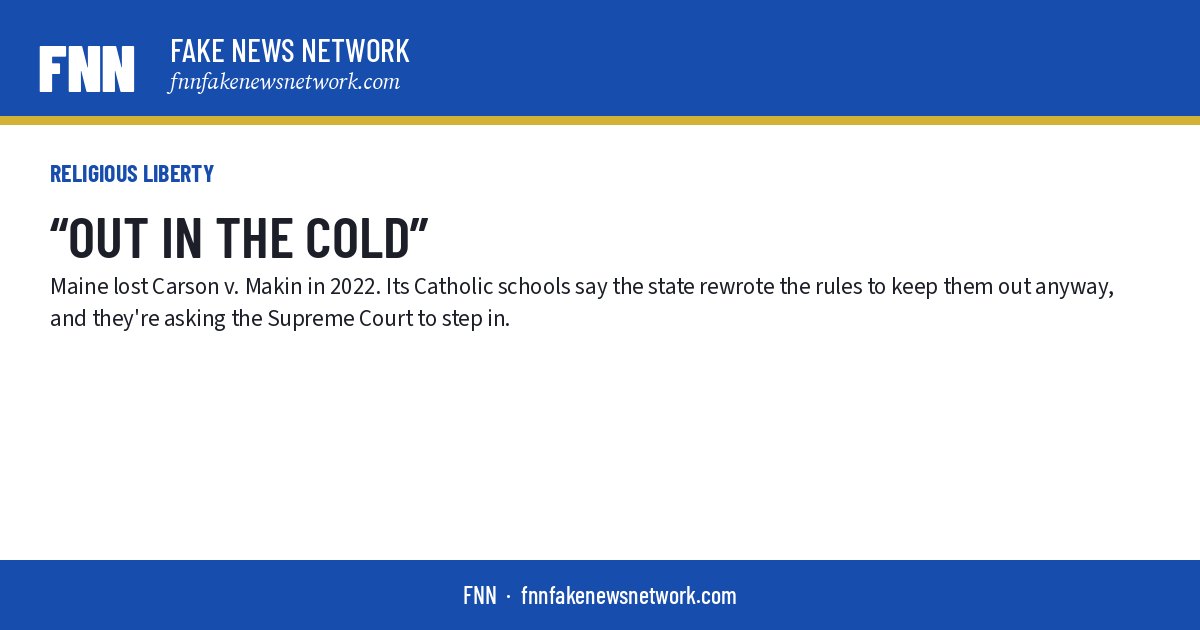 FNN
FAKE NEWS NETWORK
fnnfakenewsnetwork.com
RELIGIOUS LIBERTY
“OUT IN THE COLD”
Maine lost Carson v. Makin in 2022. Its Catholic schools say the state rewrote the rules to keep them out anyway,
and they're asking the Supreme Court to step in.
FNN · fnnfakenewsnetwork.com